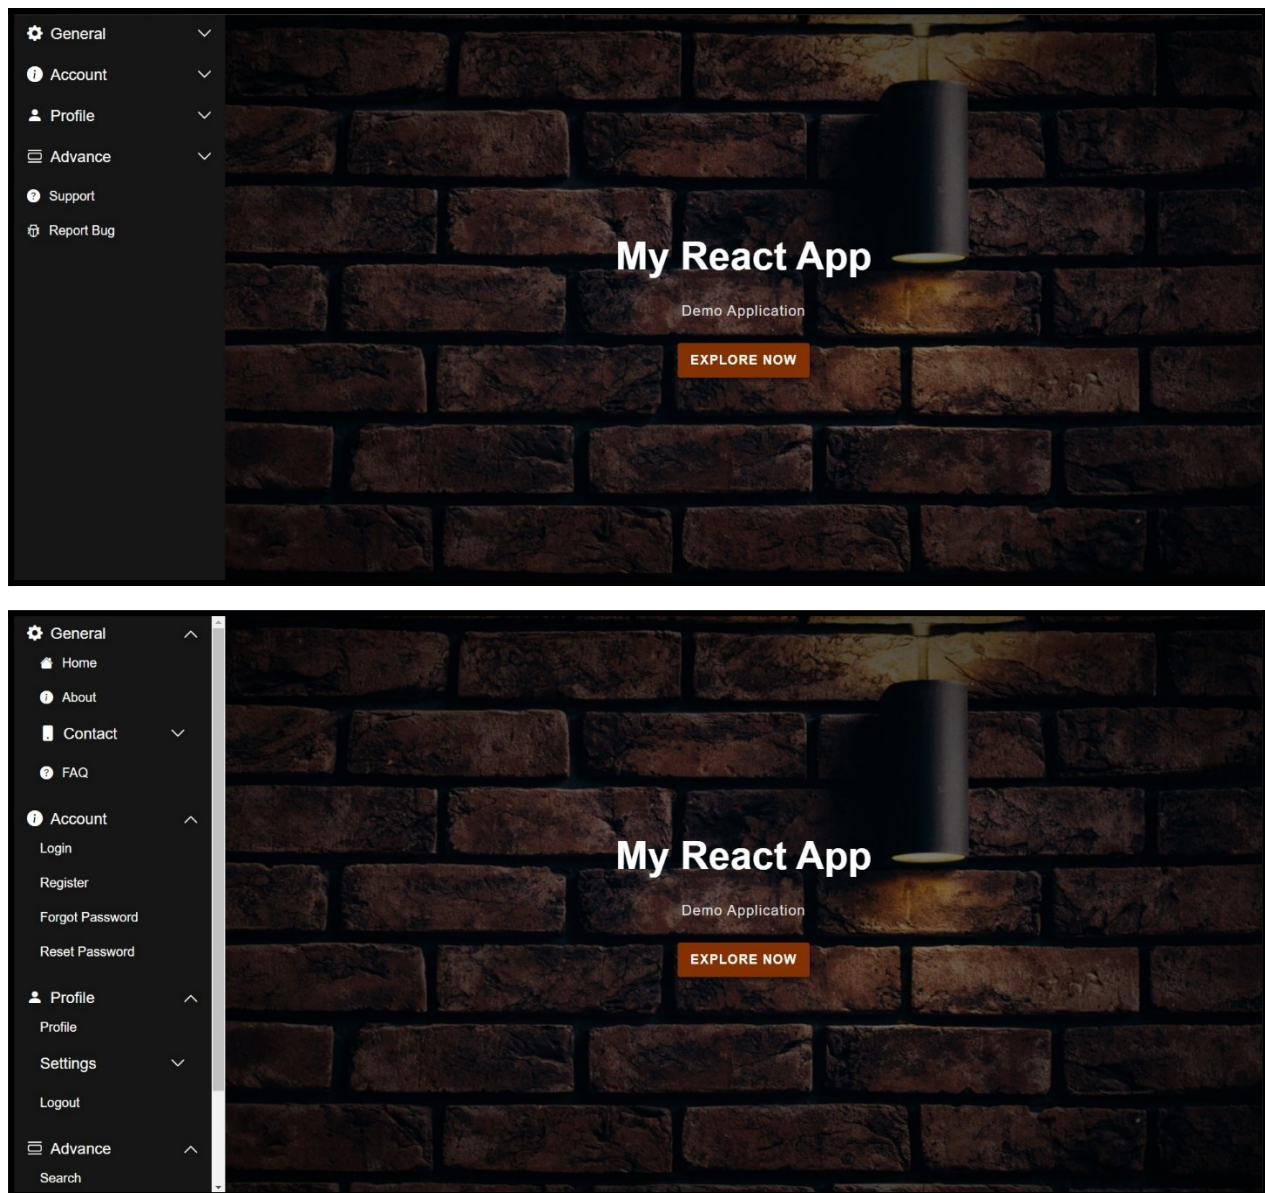 General
Account
Profile
Advance
Support
Report Bug
My React App
Demo Application
EXPLORE NOW
General
Home
About
Contact
FAQ
Account
Login
Register
Forgot Password
Reset Password
Profile
Profile
Settings
Logout
Advance
Search
My React App
Demo Application
EXPLORE NOW